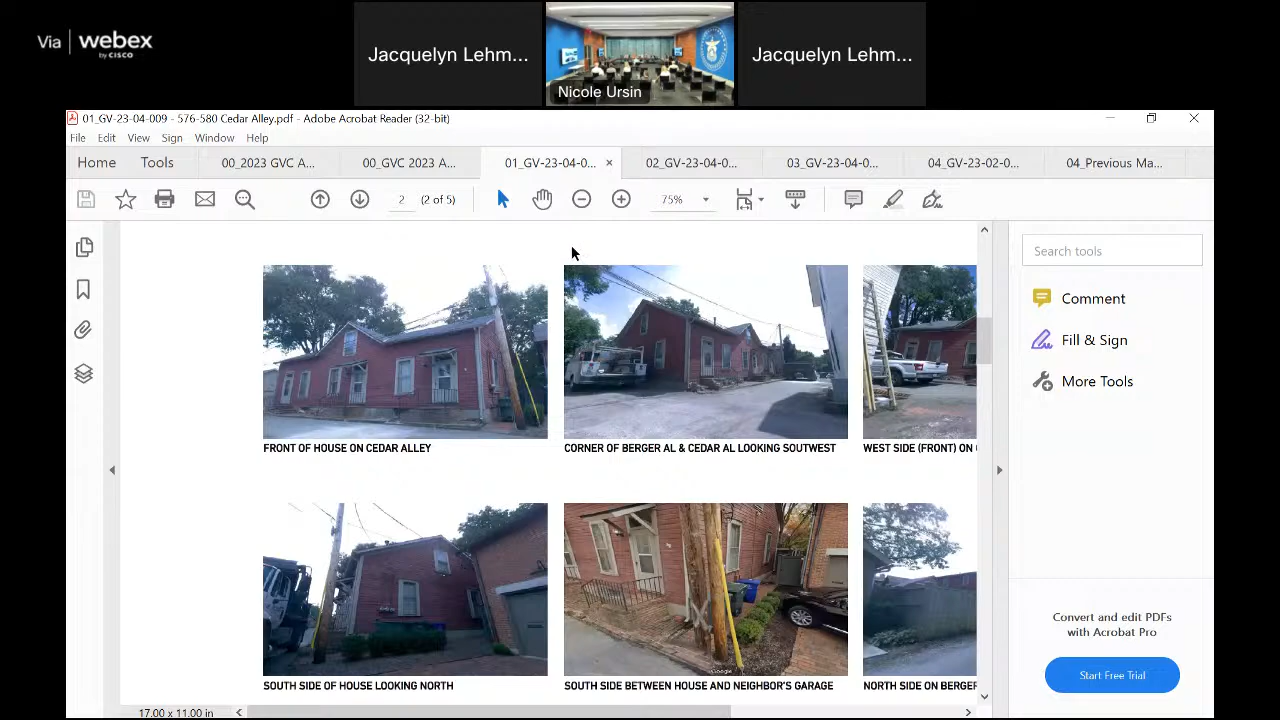 Via | webex
by CISCO
Jacquelyn Lehm...
Nicole Ursin
Jacquelyn Lehm...
01_GV-23-04-009 - 576-580 Cedar Alley.pdf - Adobe Acrobat Reader (32-bit)
File Edit View Sign Window Help
Home Tools 00_2023 GVC A... 00_GVC 2023 A... 01_GV-23-04-0... × 02_GV-23-04-0... 03_GV-23-04-0... 04_GV-23-02-0... 04_Previous Ma...
2 (2 of 5) 75%
Search tools
Comment
Fill & Sign
More Tools
FRONT OF HOUSE ON CEDAR ALLEY
CORNER OF BERGER AL & CEDAR AL LOOKING SOUTWEST
WEST SIDE (FRONT) ON
SOUTH SIDE OF HOUSE LOOKING NORTH
SOUTH SIDE BETWEEN HOUSE AND NEIGHBOR'S GARAGE
NORTH SIDE ON BERGER
Convert and edit PDFs
with Acrobat Pro
Start Free Trial
17.00 x 11.00 in